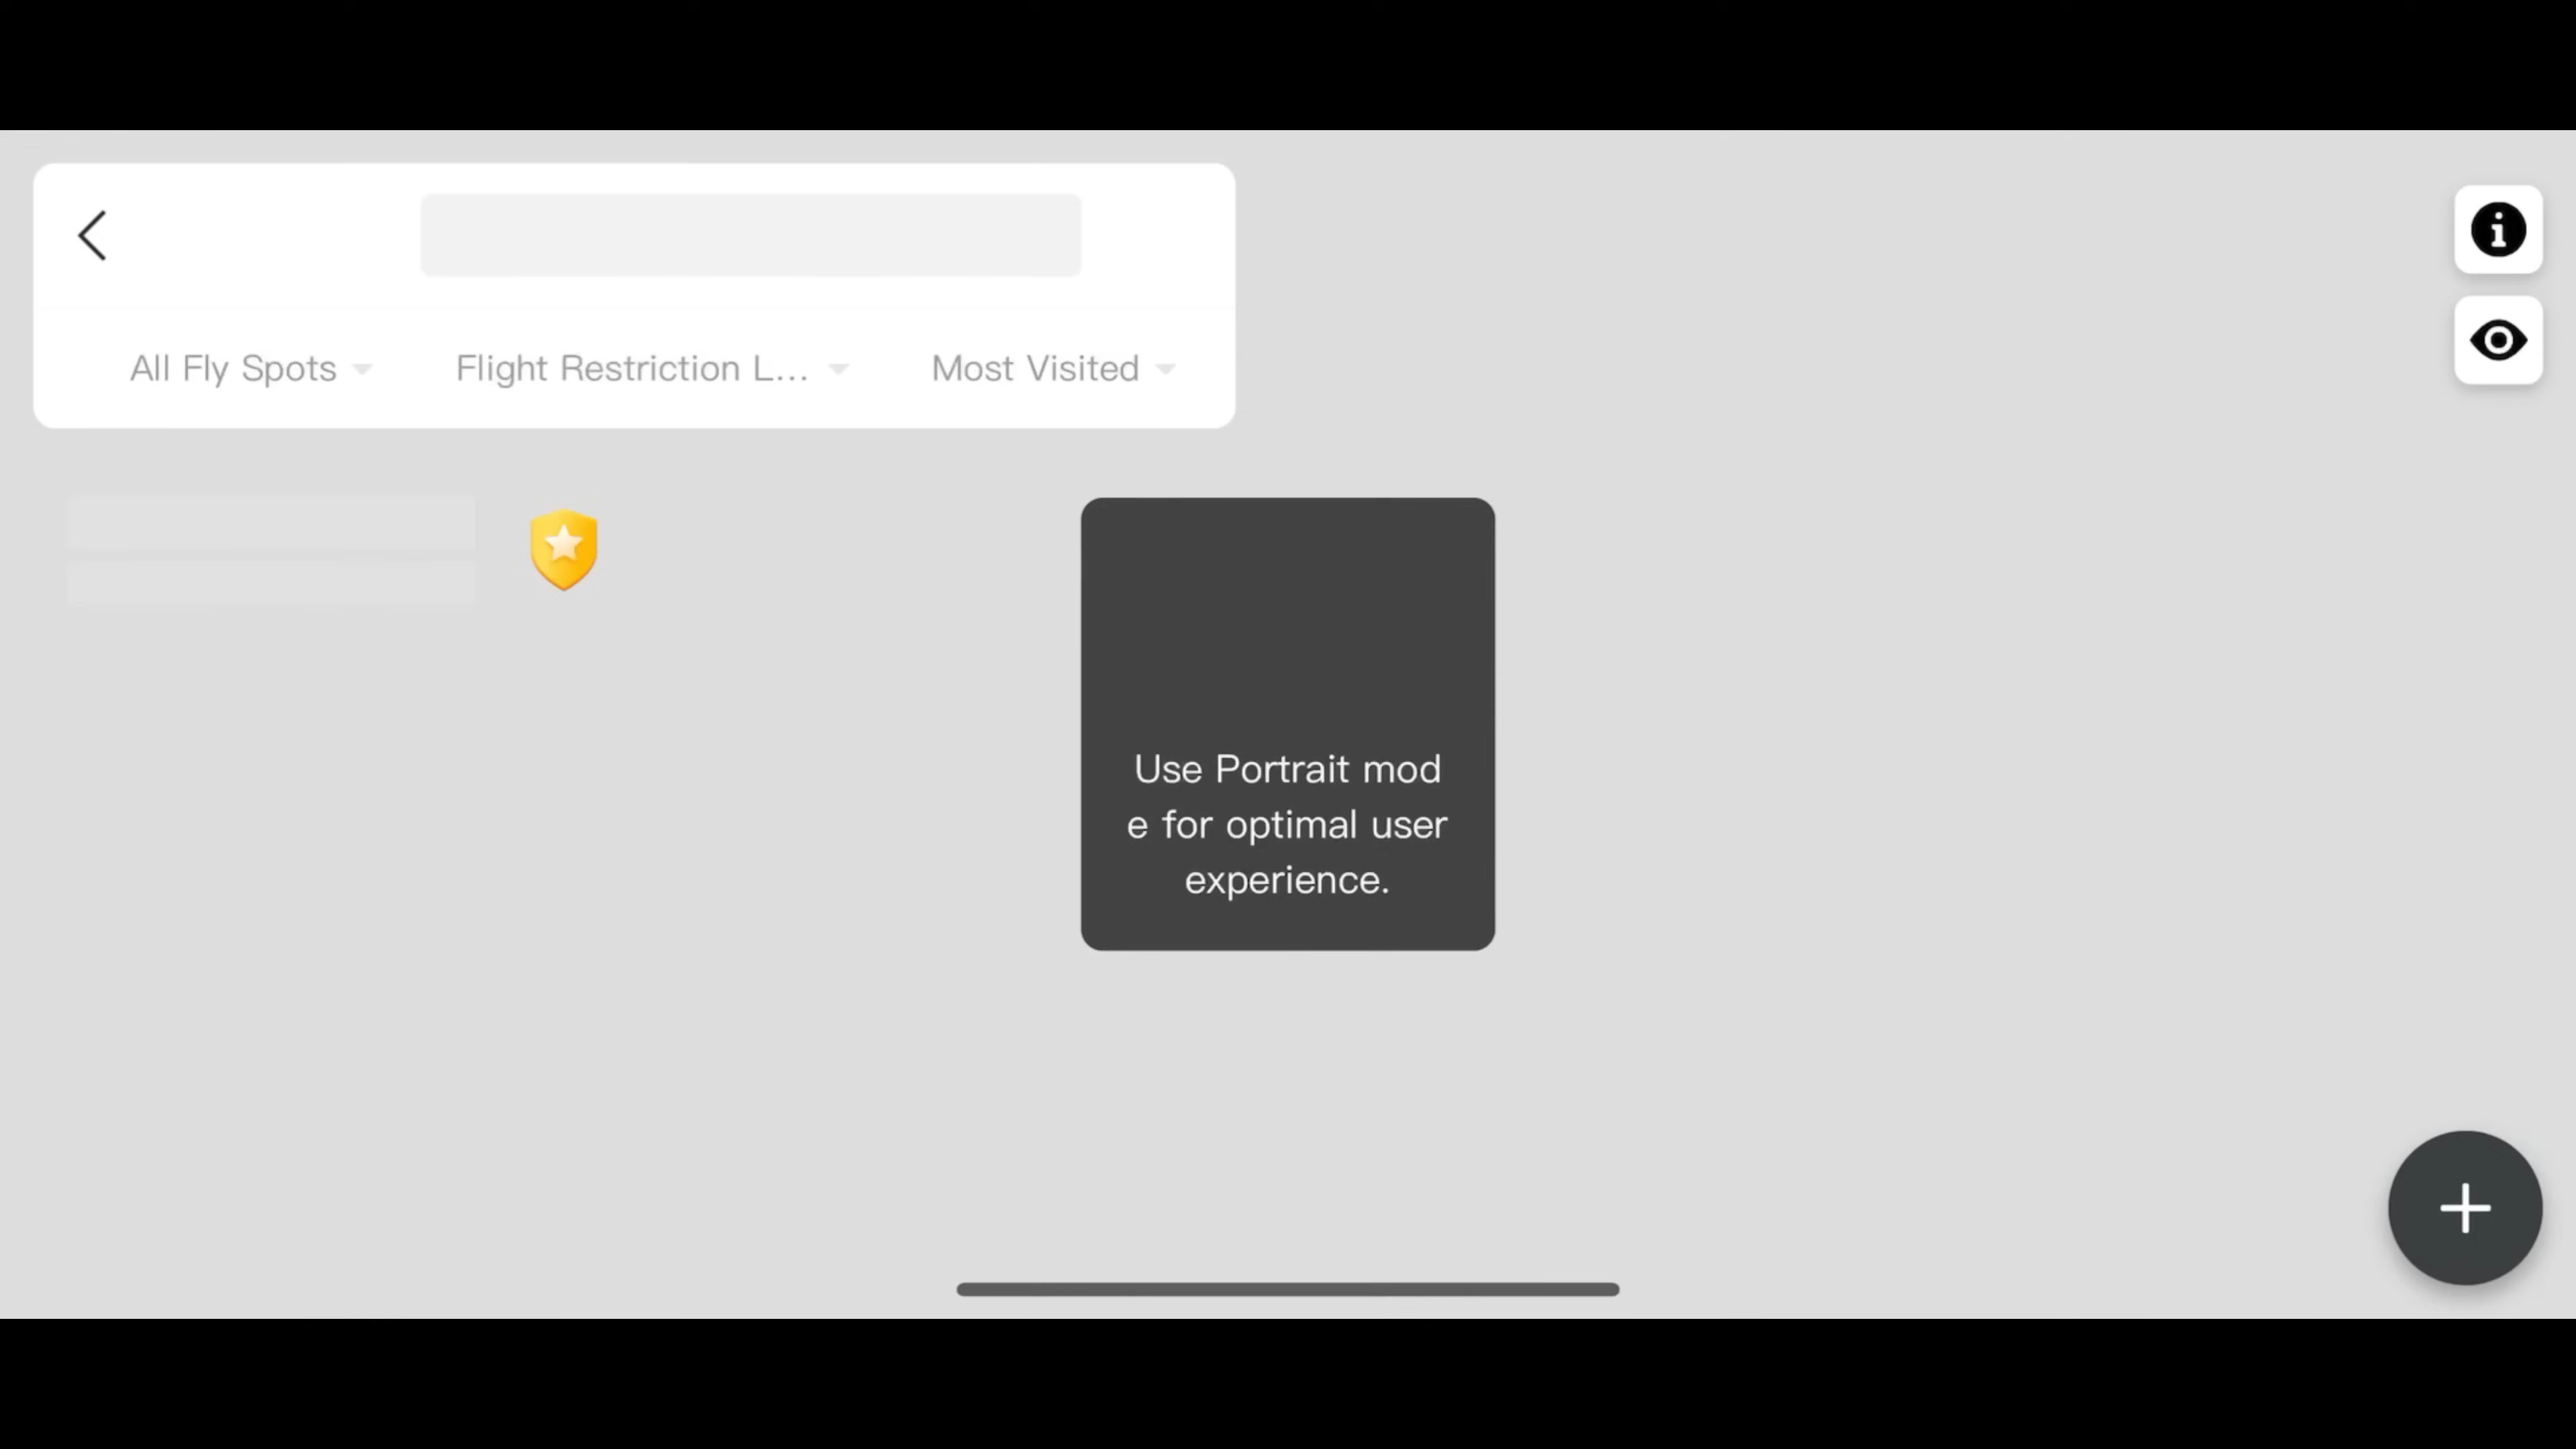 All Fly Spots
Flight Restriction L...
Most Visited
Use Portrait mod
e for optimal user
experience.